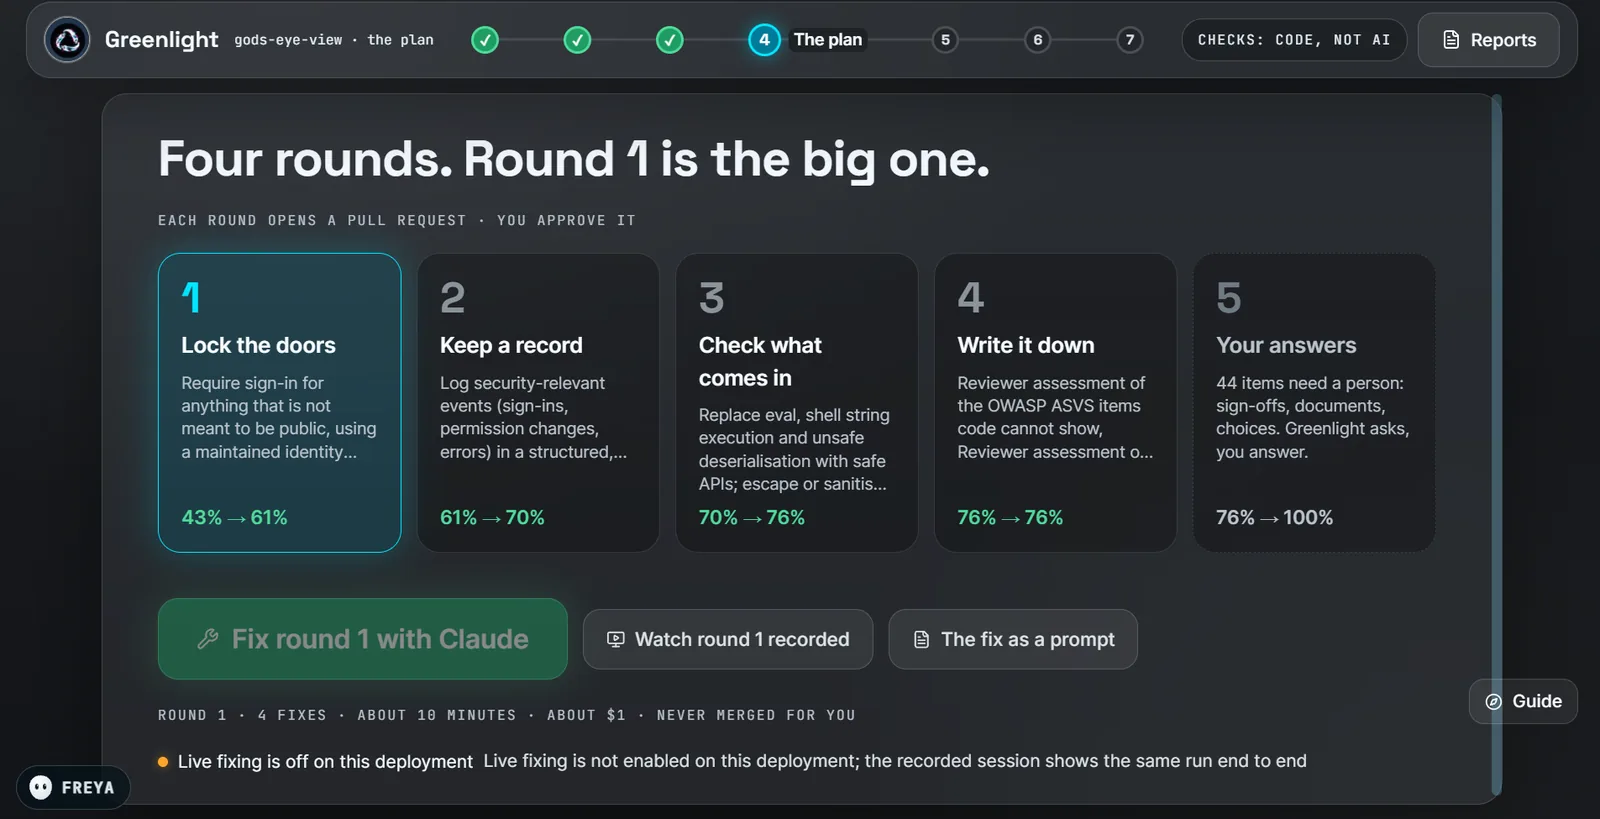 Greenlight gods-eye-view · the plan 4 The plan 5 6 7 CHECKS: CODE, NOT AI Reports
Four rounds. Round 1 is the big one.
EACH ROUND OPENS A PULL REQUEST · YOU APPROVE IT
1
Lock the doors
Require sign-in for
anything that is not
meant to be public, using
a maintained identity...
43% → 61%
2
Keep a record
Log security-relevant
events (sign-ins,
permission changes,
errors) in a structured,...
61% → 70%
3
Check what
comes in
Replace eval, shell string
execution and unsafe
deserialisation with safe
APIs; escape or sanitis...
70% → 76%
4
Write it down
Reviewer assessment of
the OWASP ASVS items
code cannot show,
Reviewer assessment o...
76% → 76%
5
Your answers
44 items need a person:
sign-offs, documents,
choices. Greenlight asks,
you answer.
76% → 100%
Fix round 1 with Claude
Watch round 1 recorded
The fix as a prompt
ROUND 1 · 4 FIXES · ABOUT 10 MINUTES · ABOUT $1 · NEVER MERGED FOR YOU
Guide
Live fixing is off on this deployment Live fixing is not enabled on this deployment; the recorded session shows the same run end to end
FREYA